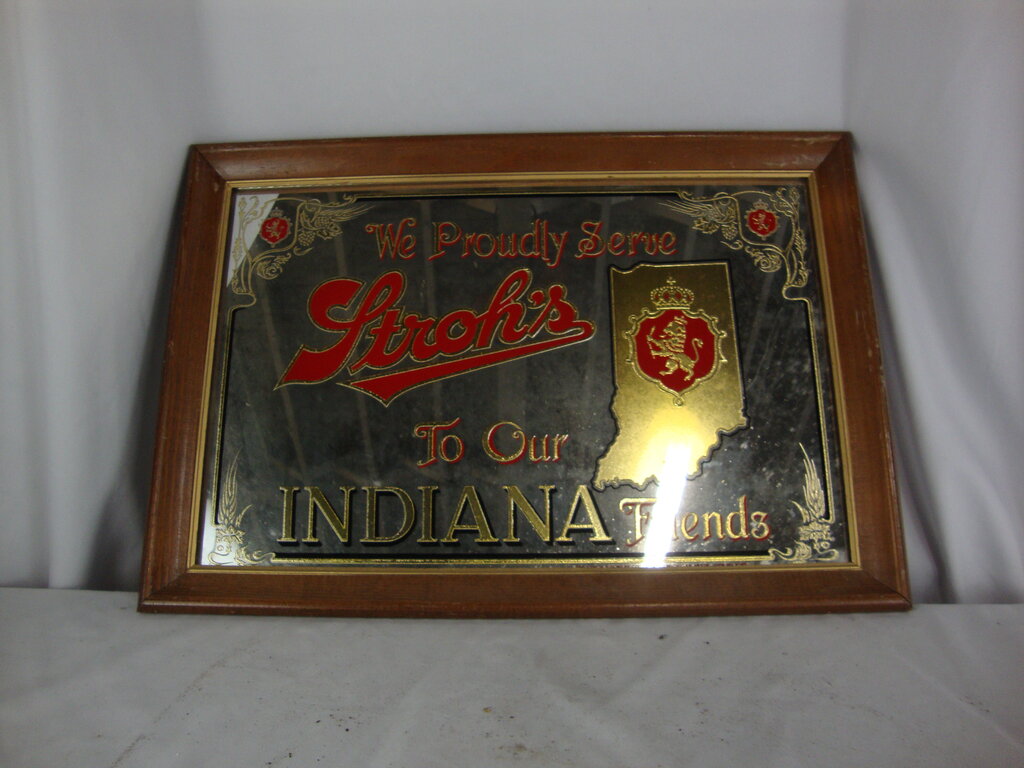 We Proudly Serve
Stroh's
To Our
INDIANA Friends